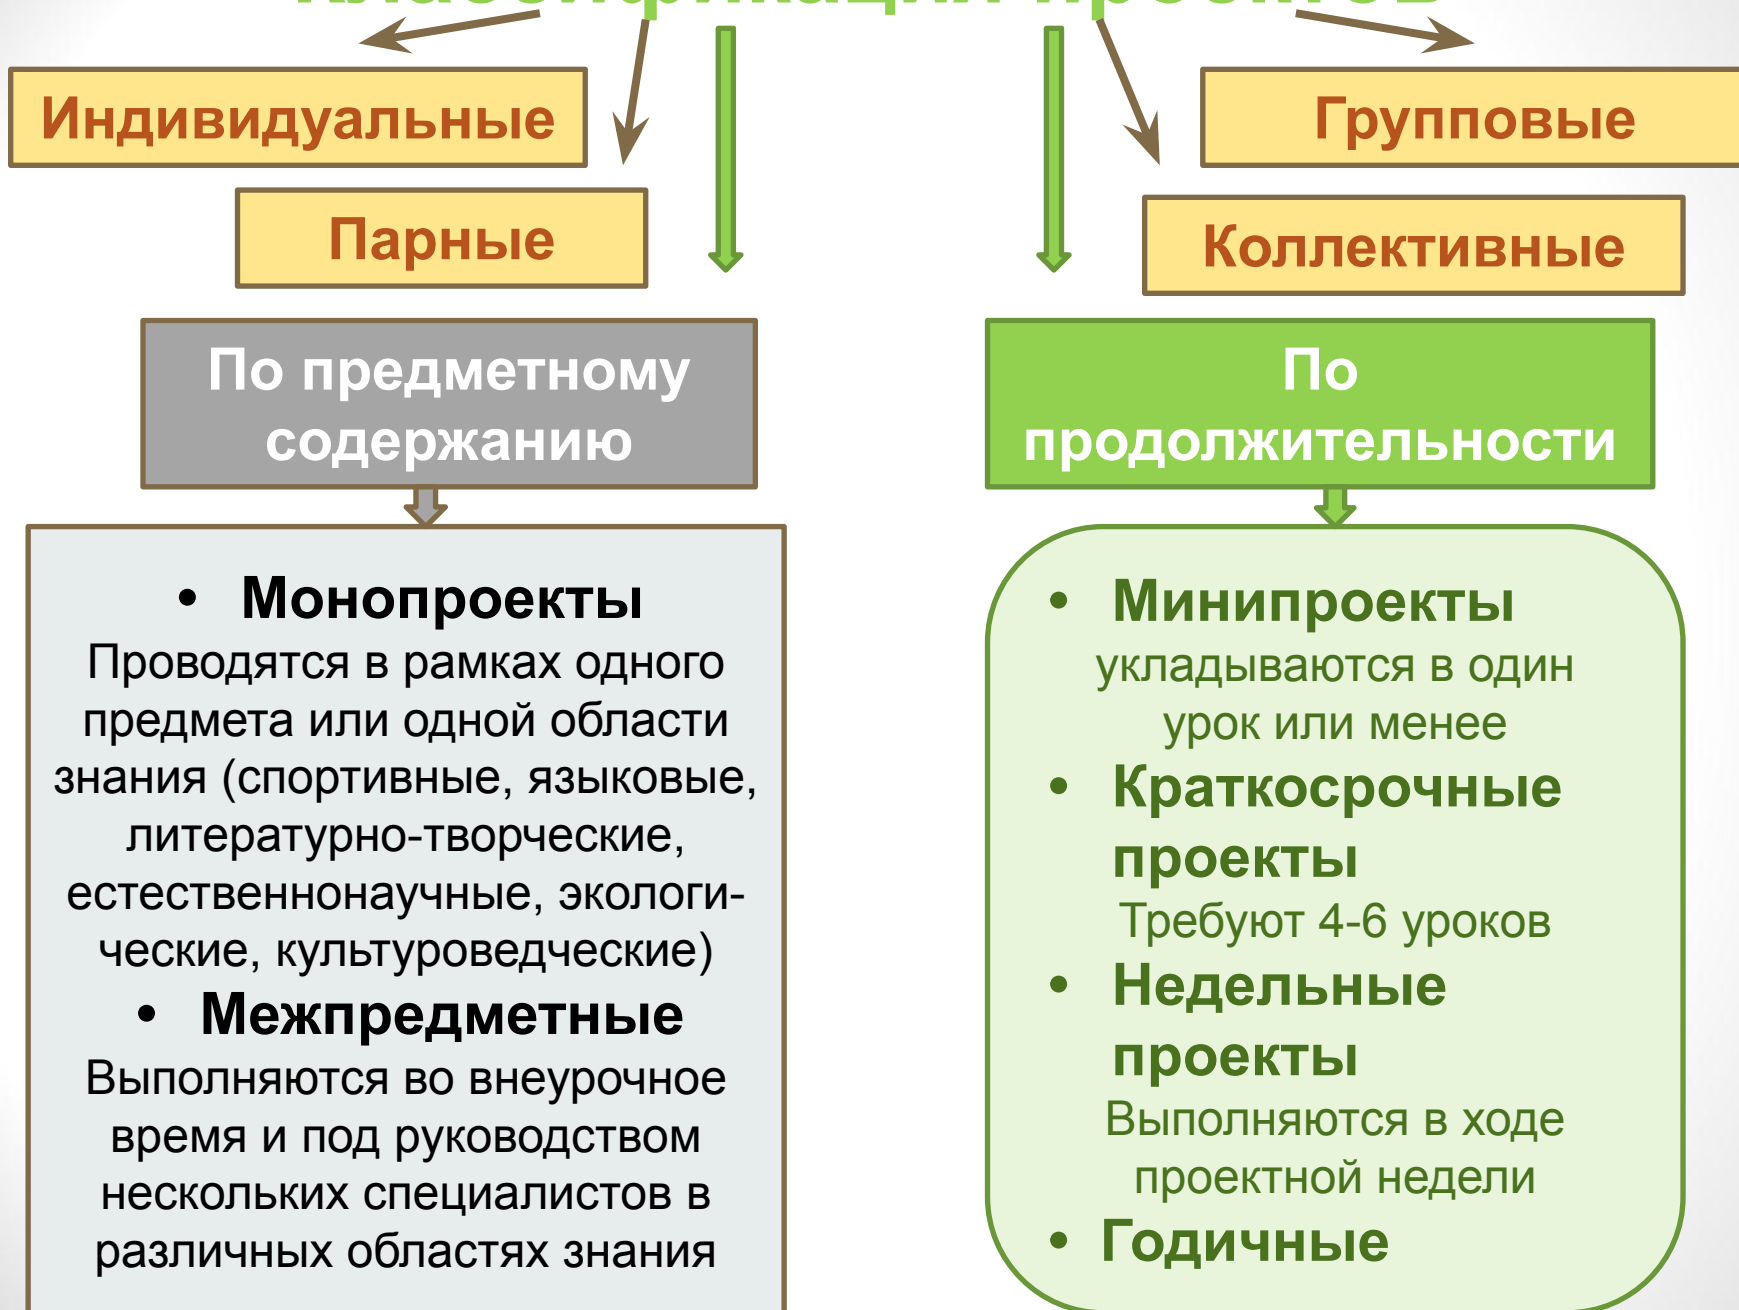 Классификация проектов
Индивидуальные
Групповые
Парные
Коллективные
По предметному
содержанию
По
продолжительности
• Монопроекты
Проводятся в рамках одного
предмета или одной области
знания (спортивные, языковые,
литературно-творческие,
естественнонаучные, экологи-
ческие, культуроведческие)
• Межпредметные
Выполняются во внеурочное
время и под руководством
нескольких специалистов в
различных областях знания
• Минипроекты
укладываются в один
урок или менее
• Краткосрочные
проекты
Требуют 4-6 уроков
• Недельные
проекты
Выполняются в ходе
проектной недели
• Годичные